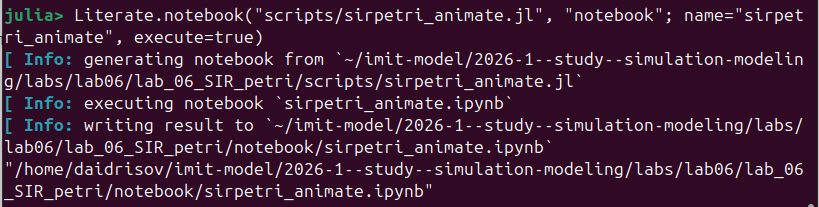 julia> Literate.notebook("scripts/sirpetri_animate.jl", "notebook"; name="sirpet
ri_animate", execute=true)
[ Info: generating notebook from `~/imit-model/2026-1--study--simulation-modelin
g/labs/lab06/lab_06_SIR_petri/scripts/sirpetri_animate.jl`
[ Info: executing notebook `sirpetri_animate.ipynb`
[ Info: writing result to `~/imit-model/2026-1--study--simulation-modeling/labs/
lab06/lab_06_SIR_petri/notebook/sirpetri_animate.ipynb`
"/home/daidrisov/imit-model/2026-1--study--simulation-modeling/labs/lab06/lab_06
_SIR_petri/notebook/sirpetri_animate.ipynb"